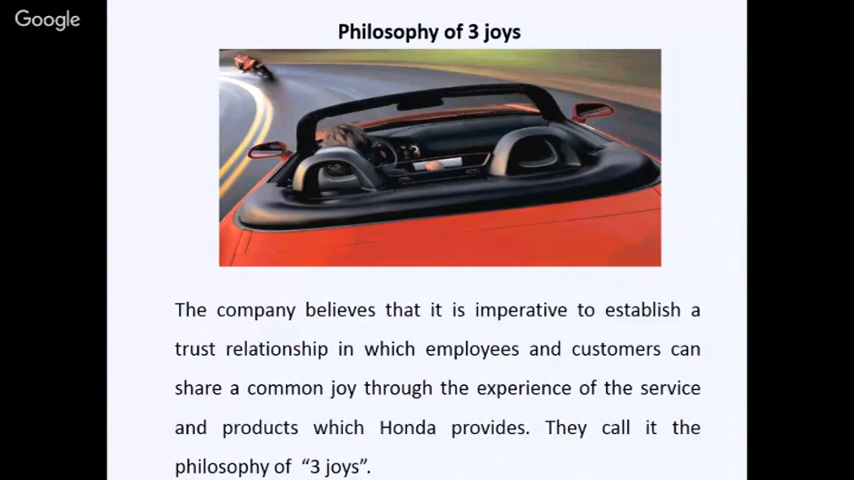 Google
Philosophy of 3 joys
The company believes that it is imperative to establish a
trust relationship in which employees and customers can
share a common joy through the experience of the service
and products which Honda provides. They call it the
philosophy of “3 joys”.